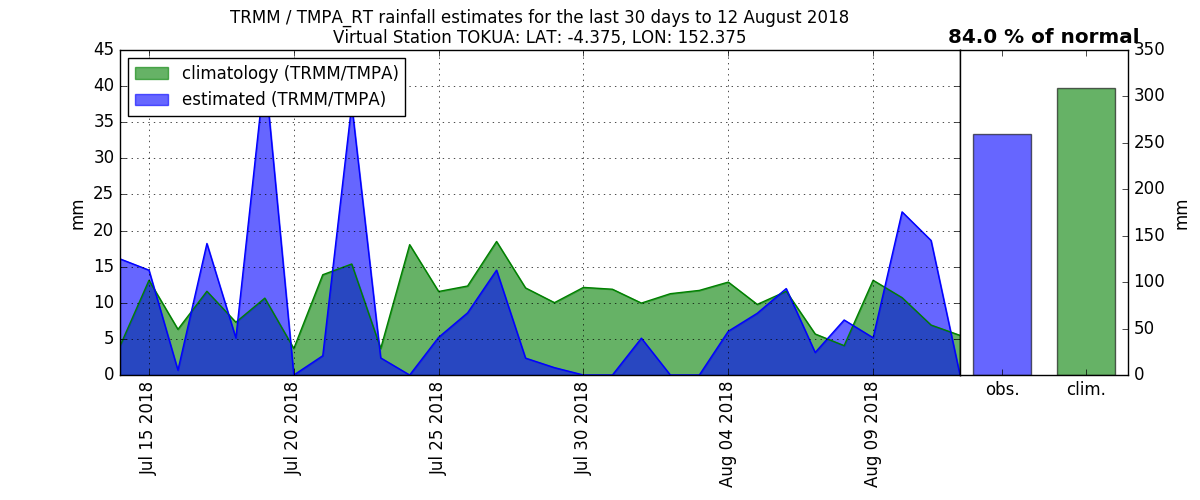 TRMM / TMPA_RT rainfall estimates for the last 30 days to 12 August 2018
Virtual Station TOKUA: LAT: -4.375, LON: 152.375
84.0 % of normal
climatology (TRMM/TMPA)
estimated (TRMM/TMPA)
mm
45
40
35
30
25
20
15
10
5
0
Jul 15 2018
Jul 20 2018
Jul 25 2018
Jul 30 2018
Aug 04 2018
Aug 09 2018
obs.
clim.
350
300
250
200
150
100
50
0
mm